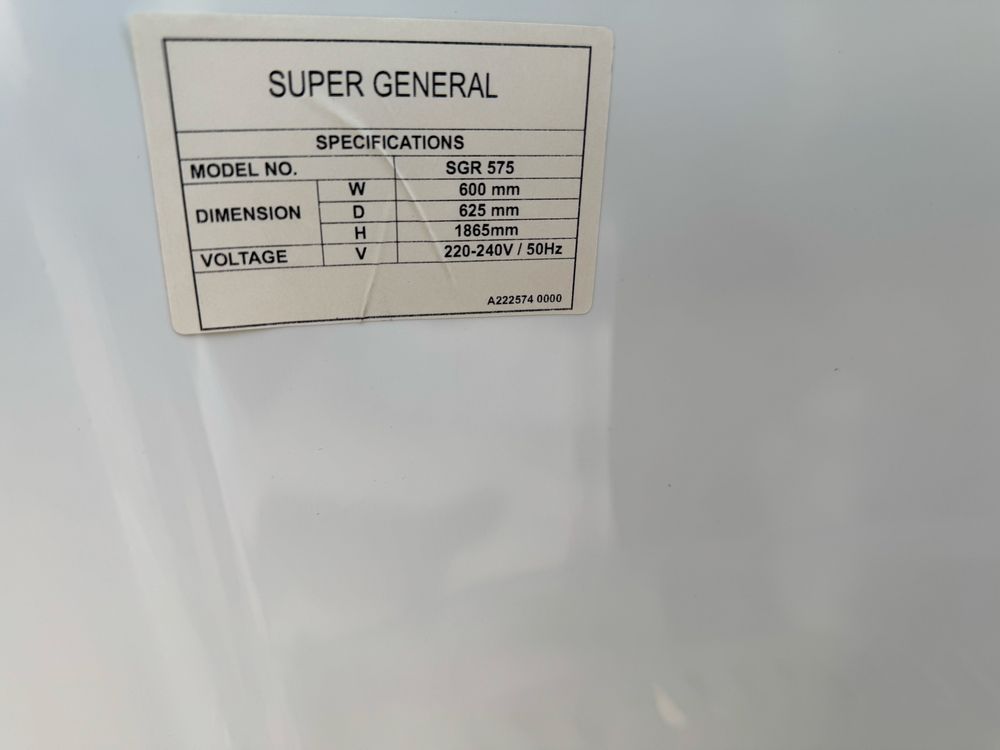 SUPER GENERAL
SPECIFICATIONS
MODEL NO. SGR 575
DIMENSION W 600 mm
D 625 mm
H 1865mm
VOLTAGE V 220-240V / 50Hz
A222574 0000